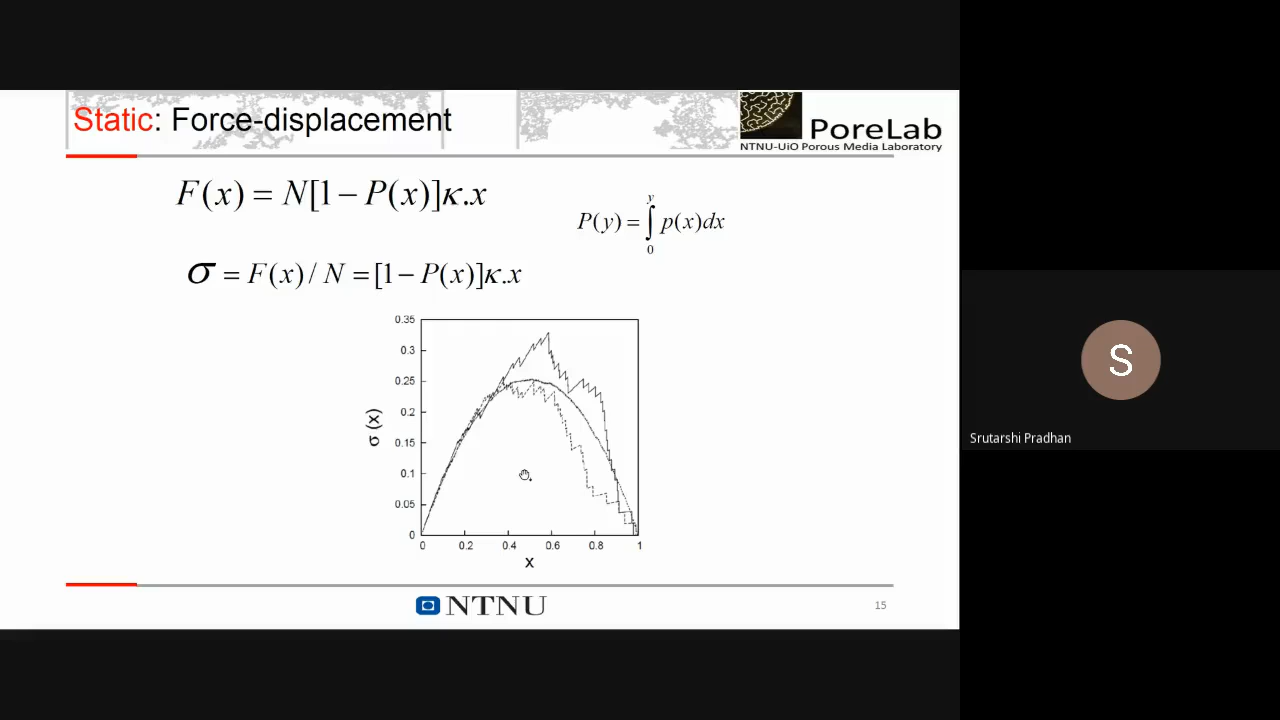 Static: Force-displacement
PoreLab
NTNU-UiO Porous Media Laboratory
F(x) = N[1 − P(x)]κ.x
P(y) = ∫₀ʸ p(x)dx
σ = F(x) / N = [1 − P(x)]κ.x
0.35
0.3
0.25
0.2
0.15
0.1
0.05
0
σ (x)
0 0.2 0.4 0.6 0.8 1
x
NTNU
15
S
Srutarshi Pradhan